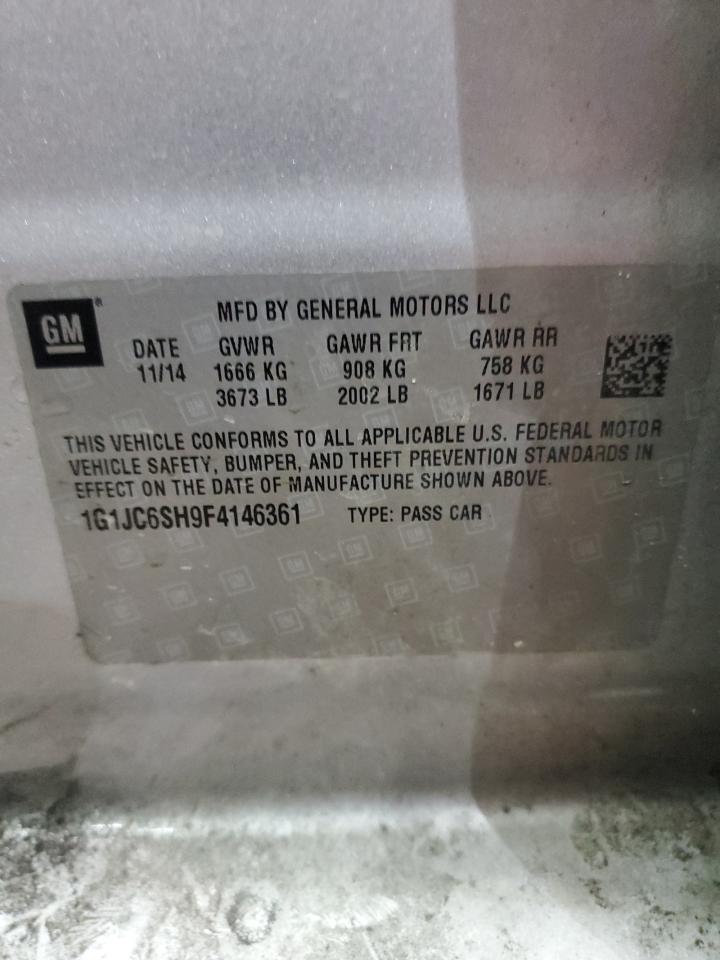 GM®
MFD BY GENERAL MOTORS LLC
DATE GVWR GAWR FRT GAWR RR
11/14 1666 KG 908 KG 758 KG
3673 LB 2002 LB 1671 LB
THIS VEHICLE CONFORMS TO ALL APPLICABLE U.S. FEDERAL MOTOR
VEHICLE SAFETY, BUMPER, AND THEFT PREVENTION STANDARDS IN
EFFECT ON THE DATE OF MANUFACTURE SHOWN ABOVE.
1G1JC6SH9F4146361 TYPE: PASS CAR